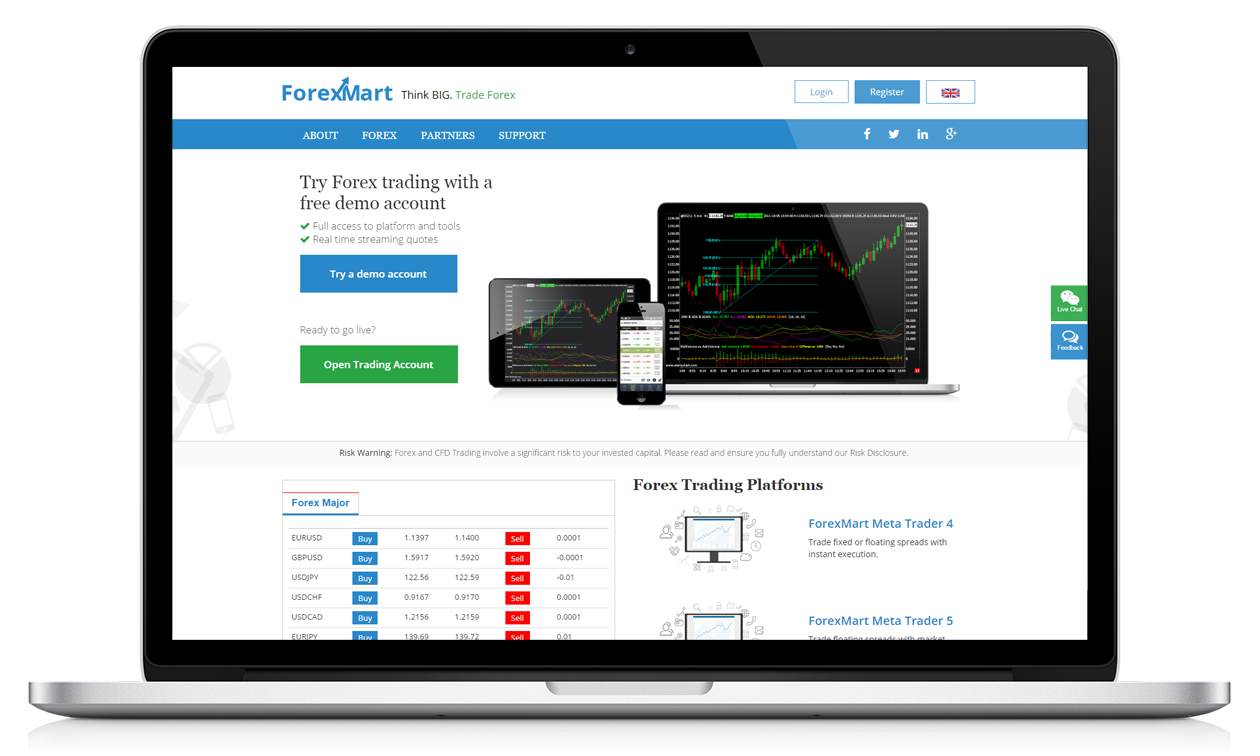 ForexMart Think BIG. Trade Forex
Login
Register
ABOUT FOREX PARTNERS SUPPORT
Try Forex trading with a
free demo account
Full access to platform and tools
Real time streaming quotes
Try a demo account
Ready to go live?
Open Trading Account
Live Chat
Feedback
Risk Warning: Forex and CFD Trading involve a significant risk to your invested capital. Please read and ensure you fully understand our Risk Disclosure.
Forex Major
EURUSD Buy 1.1397 1.1400 Sell 0.0001
GBPUSD Buy 1.5917 1.5920 Sell -0.0001
USDJPY Buy 122.56 122.59 Sell -0.01
USDCHF Buy 0.9167 0.9170 Sell 0.0001
USDCAD Buy 1.2156 1.2159 Sell 0.0001
EURJPY Buy 139.69 139.72 Sell 0.01
Forex Trading Platforms
ForexMart Meta Trader 4
Trade fixed or floating spreads with
instant execution.
ForexMart Meta Trader 5
Trade floating spreads with market